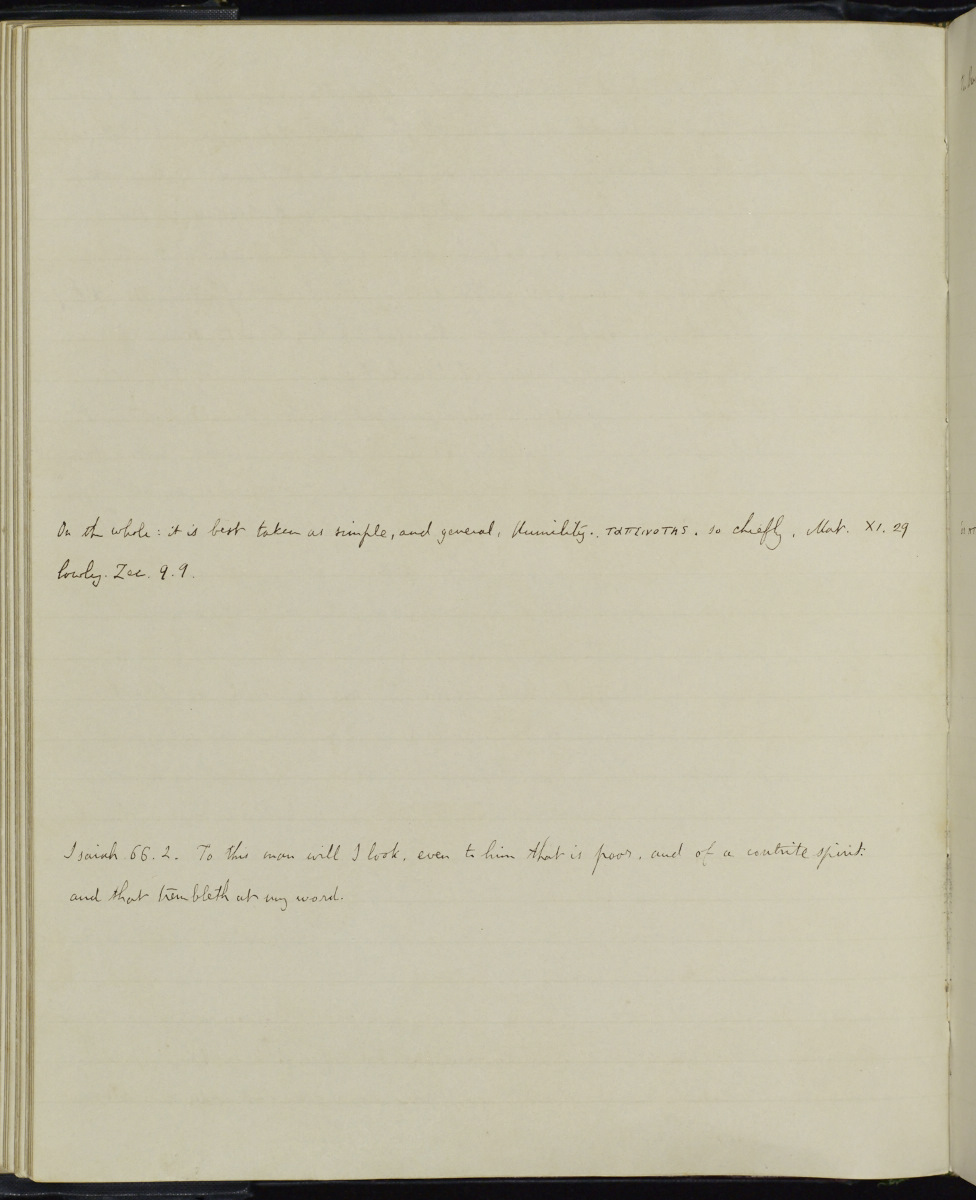 On the whole: it is best taken as simple, and general, Humility. ταπεινοτης. so chiefly, Mat. XI. 29
lowly. Zec. 9.9.
Isaiah 66.2. To this man will I look, even to him that is poor, and of a contrite spirit:
and that trembleth at my word.